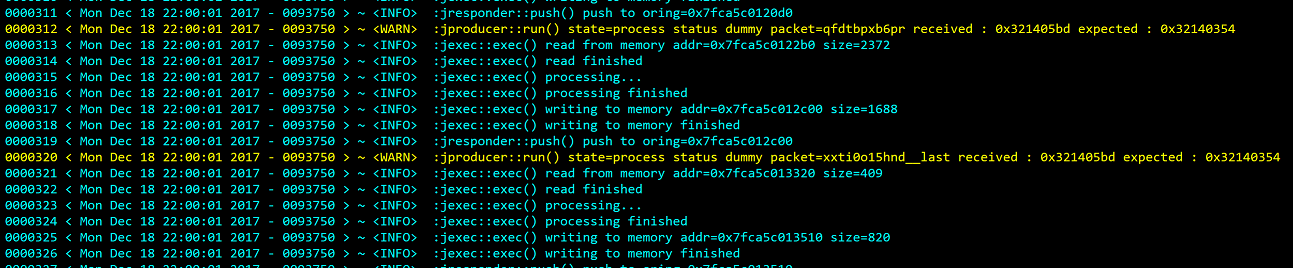 0000311 < Mon Dec 18 22:00:01 2017 - 0093750 > ~ <INFO>  :jresponder::push() push to oring=0x7fca5c0120d0
0000312 < Mon Dec 18 22:00:01 2017 - 0093750 > ~ <WARN>  :jproducer::run() state=process status dummy packet=qfdtbpxb6pr received : 0x321405bd expected : 0x32140354
0000313 < Mon Dec 18 22:00:01 2017 - 0093750 > ~ <INFO>  :jexec::exec() read from memory addr=0x7fca5c0122b0 size=2372
0000314 < Mon Dec 18 22:00:01 2017 - 0093750 > ~ <INFO>  :jexec::exec() read finished
0000315 < Mon Dec 18 22:00:01 2017 - 0093750 > ~ <INFO>  :jexec::exec() processing...
0000316 < Mon Dec 18 22:00:01 2017 - 0093750 > ~ <INFO>  :jexec::exec() processing finished
0000317 < Mon Dec 18 22:00:01 2017 - 0093750 > ~ <INFO>  :jexec::exec() writing to memory addr=0x7fca5c012c00 size=1688
0000318 < Mon Dec 18 22:00:01 2017 - 0093750 > ~ <INFO>  :jexec::exec() writing to memory finished
0000319 < Mon Dec 18 22:00:01 2017 - 0093750 > ~ <INFO>  :jresponder::push() push to oring=0x7fca5c012c00
0000320 < Mon Dec 18 22:00:01 2017 - 0093750 > ~ <WARN>  :jproducer::run() state=process status dummy packet=xxti0o15hnd__last received : 0x321405bd expected : 0x32140354
0000321 < Mon Dec 18 22:00:01 2017 - 0093750 > ~ <INFO>  :jexec::exec() read from memory addr=0x7fca5c013320 size=409
0000322 < Mon Dec 18 22:00:01 2017 - 0093750 > ~ <INFO>  :jexec::exec() read finished
0000323 < Mon Dec 18 22:00:01 2017 - 0093750 > ~ <INFO>  :jexec::exec() processing...
0000324 < Mon Dec 18 22:00:01 2017 - 0093750 > ~ <INFO>  :jexec::exec() processing finished
0000325 < Mon Dec 18 22:00:01 2017 - 0093750 > ~ <INFO>  :jexec::exec() writing to memory addr=0x7fca5c013510 size=820
0000326 < Mon Dec 18 22:00:01 2017 - 0093750 > ~ <INFO>  :jexec::exec() writing to memory finished